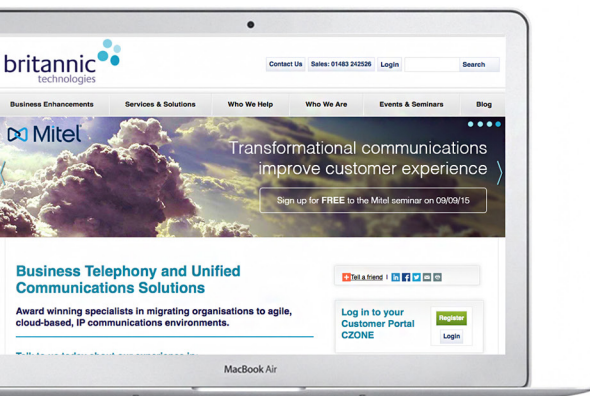 britannic
technologies
Contact Us Sales: 01483 242526 Login Search
Business Enhancements Services & Solutions Who We Help Who We Are Events & Seminars Blog
Mitel
Transformational communications
improve customer experience
Sign up for FREE to the Mitel seminar on 09/09/15
Business Telephony and Unified
Communications Solutions
Tell a friend
Award winning specialists in migrating organisations to agile,
cloud-based, IP communications environments.
Log in to your
Customer Portal
CZONE
Register
Login
MacBook Air